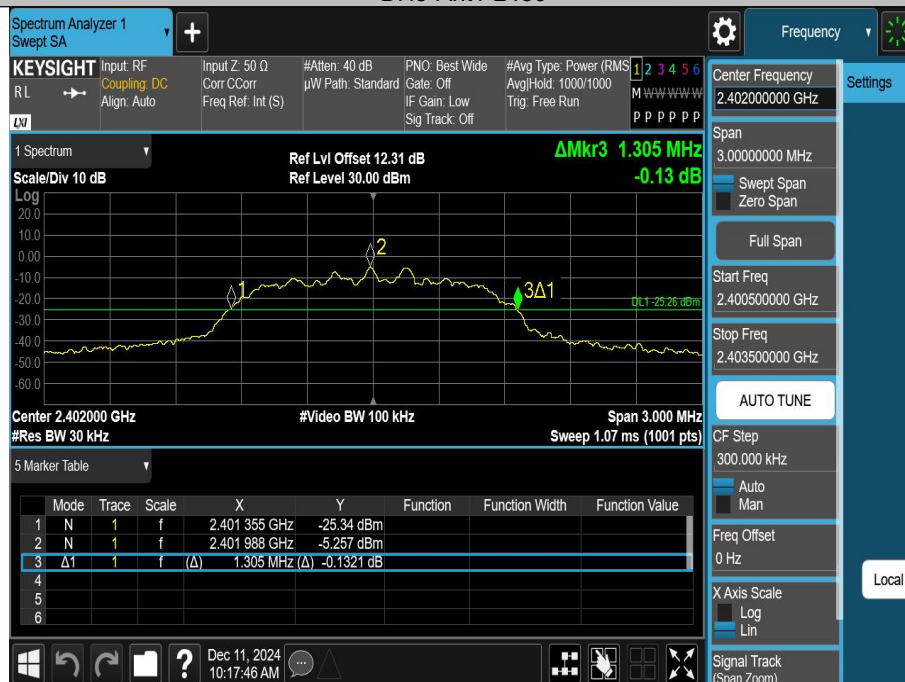 Spectrum Analyzer 1
Swept SA
+
Frequency
KEYSIGHT
RL
LXI
Input: RF
Coupling: DC
Align: Auto
Input Z: 50 Ω
Corr CCorr
Freq Ref: Int (S)
#Atten: 40 dB
µW Path: Standard
PNO: Best Wide
Gate: Off
IF Gain: Low
Sig Track: Off
#Avg Type: Power (RMS
Avg|Hold: 1000/1000
Trig: Free Run
1 2 3 4 5 6
M W W W W W
P P P P P P
1 Spectrum
Scale/Div 10 dB
Ref Lvl Offset 12.31 dB
Ref Level 30.00 dBm
ΔMkr3 1.305 MHz
-0.13 dB
Log
20.0
10.0
0.00
-10.0
-20.0
-30.0
-40.0
-50.0
-60.0
1
2
3Δ1
DL1 -25.26 dBm
Center 2.402000 GHz
#Video BW 100 kHz
Span 3.000 MHz
#Res BW 30 kHz
Sweep 1.07 ms (1001 pts)
5 Marker Table
Mode Trace Scale X Y Function Function Width Function Value
1 N 1 f 2.401 355 GHz -25.34 dBm
2 N 1 f 2.401 988 GHz -5.257 dBm
3 Δ1 1 f (Δ) 1.305 MHz (Δ) -0.1321 dB
4
5
6
?
Dec 11, 2024
10:17:46 AM
Center Frequency
2.402000000 GHz
Span
3.00000000 MHz
Swept Span
Zero Span
Full Span
Start Freq
2.400500000 GHz
Stop Freq
2.403500000 GHz
AUTO TUNE
CF Step
300.000 kHz
Auto
Man
Freq Offset
0 Hz
X Axis Scale
Log
Lin
Signal Track
(Span Zoom)
Settings
Local